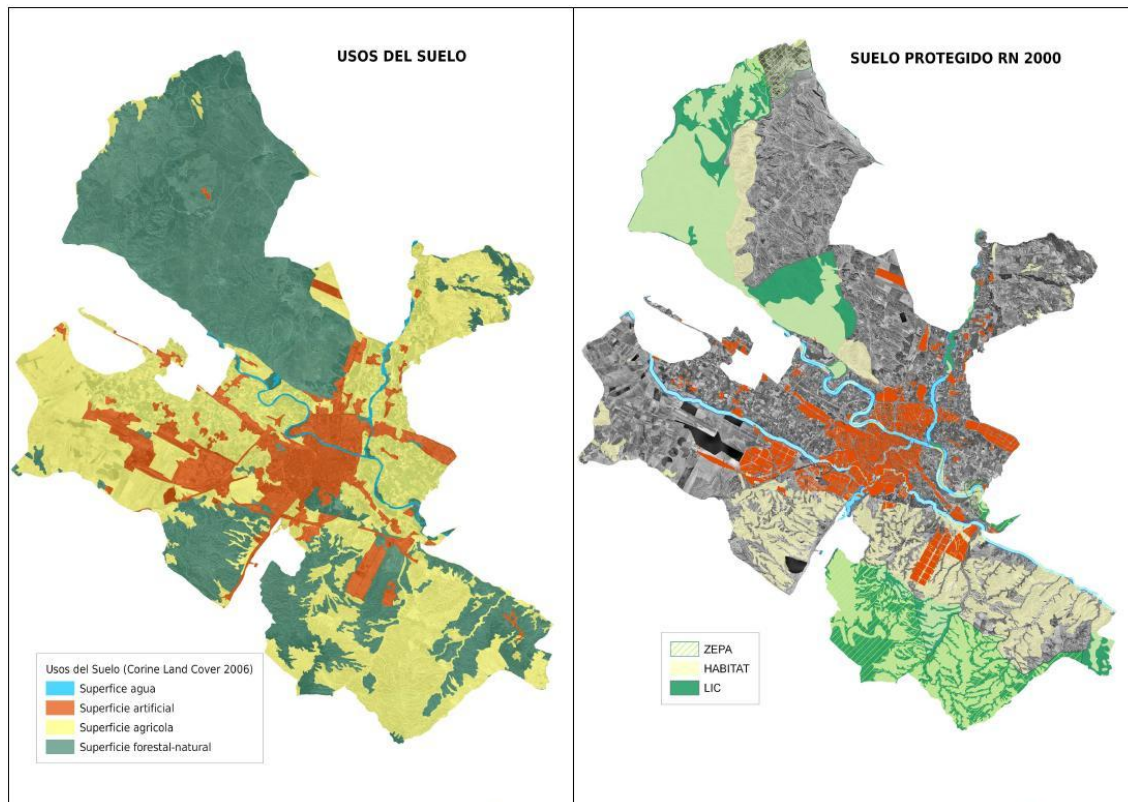 USOS DEL SUELO
Usos del Suelo (Corine Land Cover 2006)
Superfice agua
Superficie artificial
Superficie agricola
Superficie forestal-natural
SUELO PROTEGIDO RN 2000
ZEPA
HABITAT
LIC